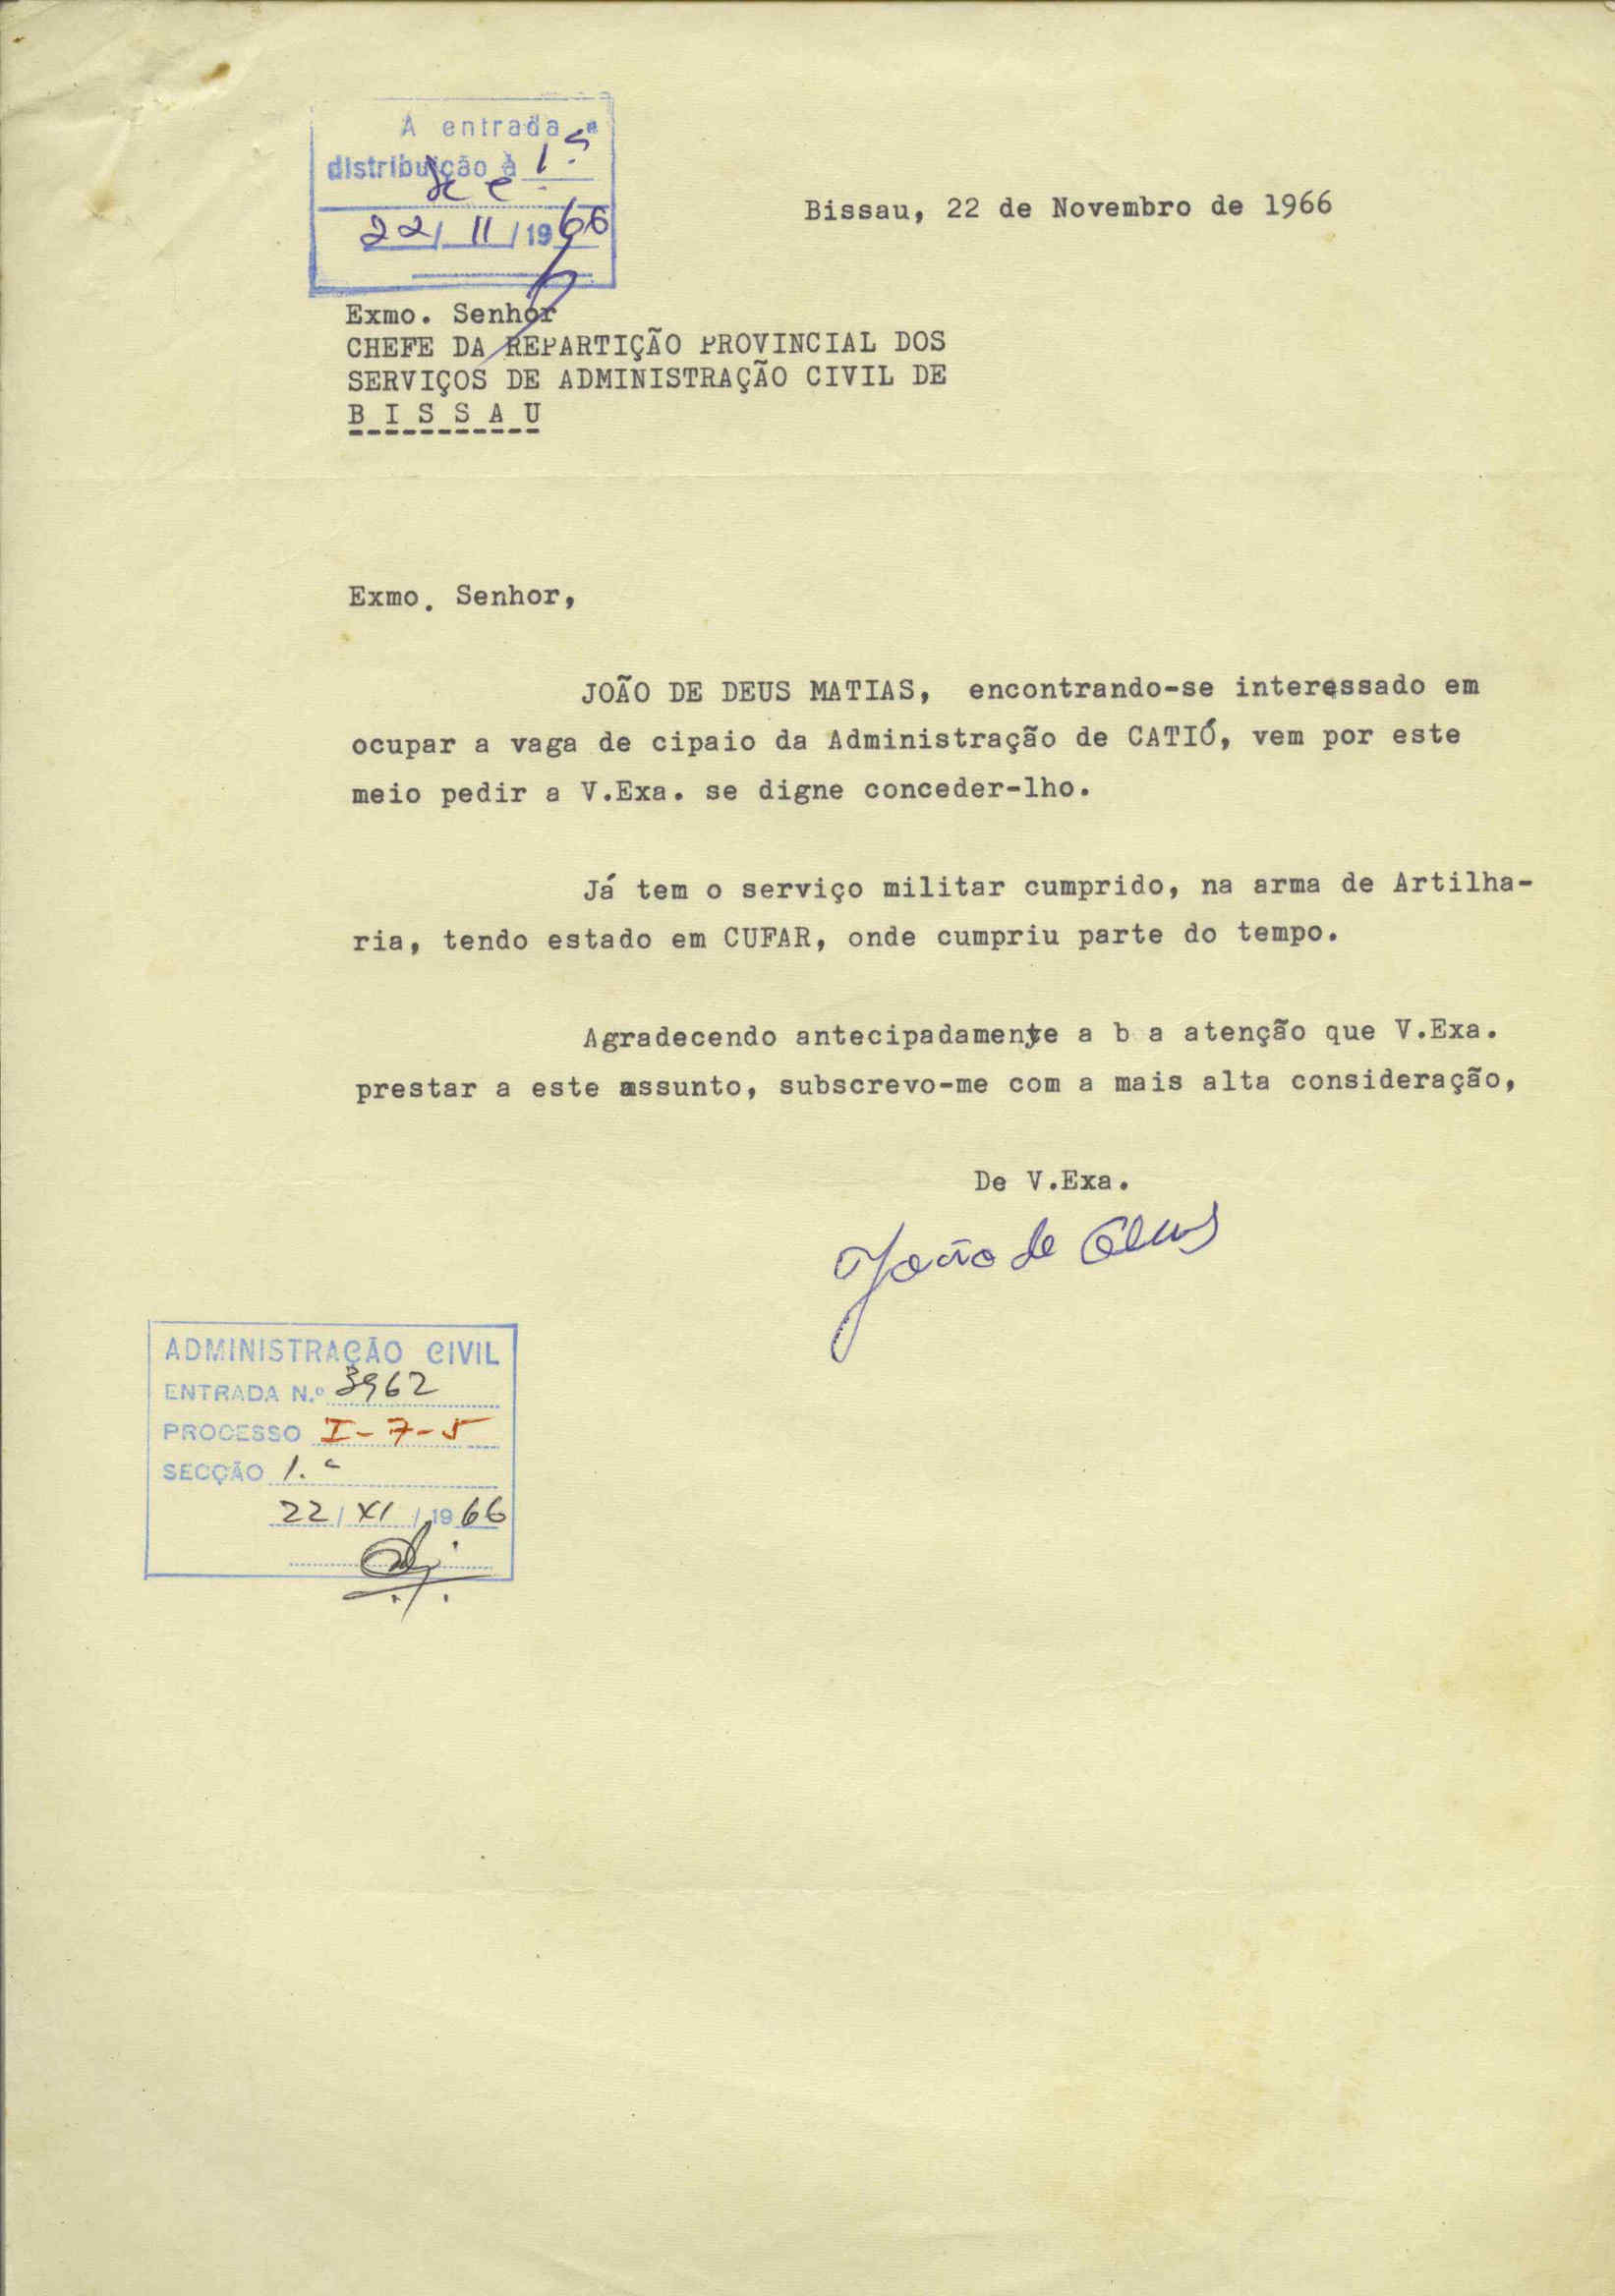 A entrada e
distribuição à 1.ª
22/11/1966
Bissau, 22 de Novembro de 1966
Exmo. Senhor
CHEFE DA REPARTIÇÃO PROVINCIAL DOS
SERVIÇOS DE ADMINISTRAÇÃO CIVIL DE
B I S S A U
Exmo. Senhor,
JOÃO DE DEUS MATIAS, encontrando-se interessado em
ocupar a vaga de cipaio da Administração de CATIÓ, vem por este
meio pedir a V.Exa. se digne conceder-lho.
Já tem o serviço militar cumprido, na arma de Artilha-
ria, tendo estado em CUFAR, onde cumpriu parte do tempo.
Agradecendo antecipadamente a b a atenção que V.Exa.
prestar a este assunto, subscrevo-me com a mais alta consideração,
De V.Exa.
João de Deus
ADMINISTRAÇÃO CIVIL
ENTRADA N.º 3962
PROCESSO I-7-5
SECÇÃO 1.ª
22/XI/1966